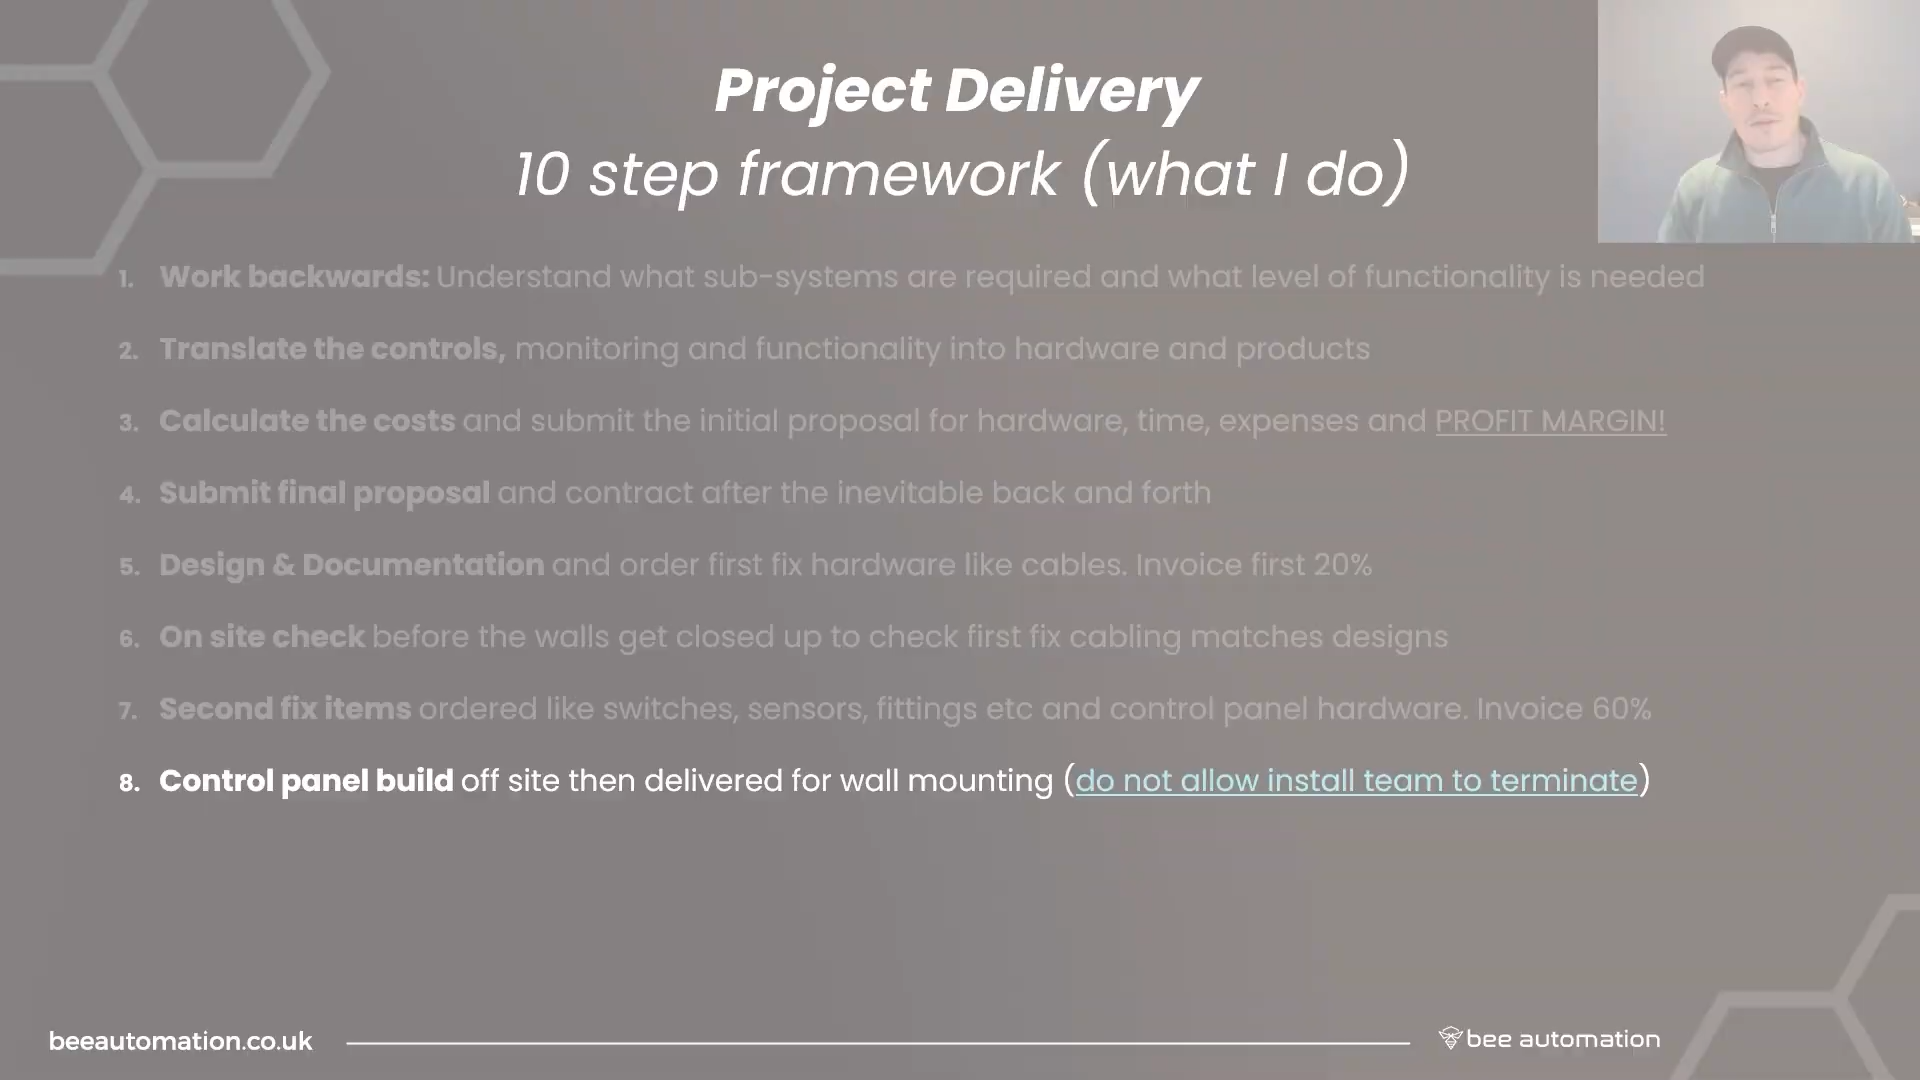 Project Delivery
10 step framework (what I do)
1. Work backwards: Understand what sub-systems are required and what level of functionality is needed
2. Translate the controls, monitoring and functionality into hardware and products
3. Calculate the costs and submit the initial proposal for hardware, time, expenses and PROFIT MARGIN!
4. Submit final proposal and contract after the inevitable back and forth
5. Design & Documentation and order first fix hardware like cables. Invoice first 20%
6. On site check before the walls get closed up to check first fix cabling matches designs
7. Second fix items ordered like switches, sensors, fittings etc and control panel hardware. Invoice 60%
8. Control panel build off site then delivered for wall mounting (do not allow install team to terminate)
beeautomation.co.uk
bee automation